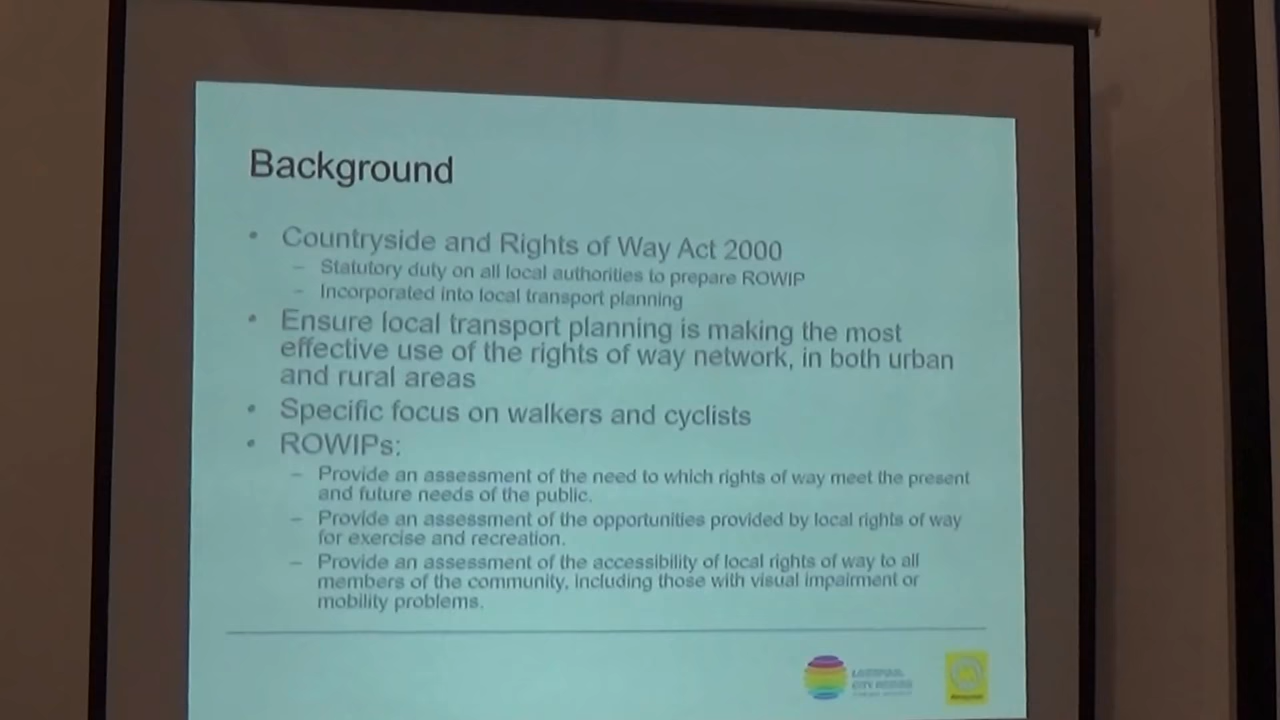 Background
• Countryside and Rights of Way Act 2000
– Statutory duty on all local authorities to prepare ROWIP
– Incorporated into local transport planning
• Ensure local transport planning is making the most
effective use of the rights of way network, in both urban
and rural areas
• Specific focus on walkers and cyclists
• ROWIPs:
– Provide an assessment of the need to which rights of way meet the present
and future needs of the public.
– Provide an assessment of the opportunities provided by local rights of way
for exercise and recreation.
– Provide an assessment of the accessibility of local rights of way to all
members of the community, including those with visual impairment or
mobility problems.
LIVERPOOL
CITY REGION